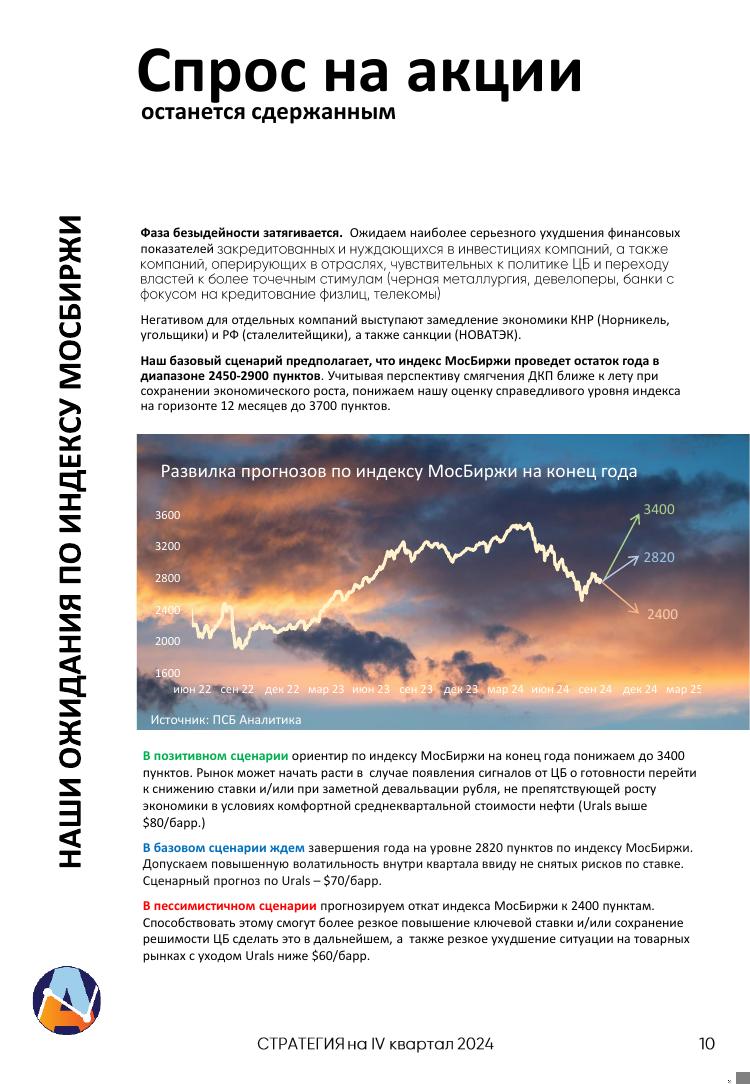 Спрос на акции
останется сдержанным
НАШИ ОЖИДАНИЯ ПО ИНДЕКСУ МОСБИРЖИ
Фаза безыдейности затягивается. Ожидаем наиболее серьезного ухудшения финансовых
показателей закредитованных и нуждающихся в инвестициях компаний, а также
компаний, оперирующих в отраслях, чувствительных к политике ЦБ и переходу
властей к более точечным стимулам (черная металлургия, девелоперы, банки с
фокусом на кредитование физлиц, телекомы)
Негативом для отдельных компаний выступают замедление экономики КНР (Норникель,
угольщики) и РФ (сталелитейщики), а также санкции (НОВАТЭК).
Наш базовый сценарий предполагает, что индекс МосБиржи проведет остаток года в
диапазоне 2450-2900 пунктов. Учитывая перспективу смягчения ДКП ближе к лету при
сохранении экономического роста, понижаем нашу оценку справедливого уровня индекса
на горизонте 12 месяцев до 3700 пунктов.
Развилка прогнозов по индексу МосБиржи на конец года
3600
3200
2800
2400
2000
1600
3400
2820
2400
июн 22 сен 22 дек 22 мар 23 июн 23 сен 23 дек 23 мар 24 июн 24 сен 24 дек 24 мар 25
Источник: ПСБ Аналитика
В позитивном сценарии ориентир по индексу МосБиржи на конец года понижаем до 3400
пунктов. Рынок может начать расти в случае появления сигналов от ЦБ о готовности перейти
к снижению ставки и/или при заметной девальвации рубля, не препятствующей росту
экономики в условиях комфортной среднеквартальной стоимости нефти (Urals выше
$80/барр.)
В базовом сценарии ждем завершения года на уровне 2820 пунктов по индексу МосБиржи.
Допускаем повышенную волатильность внутри квартала ввиду не снятых рисков по ставке.
Сценарный прогноз по Urals – $70/барр.
В пессимистичном сценарии прогнозируем откат индекса МосБиржи к 2400 пунктам.
Способствовать этому смогут более резкое повышение ключевой ставки и/или сохранение
решимости ЦБ сделать это в дальнейшем, а также резкое ухудшение ситуации на товарных
рынках с уходом Urals ниже $60/барр.
СТРАТЕГИЯ на IV квартал 2024
10